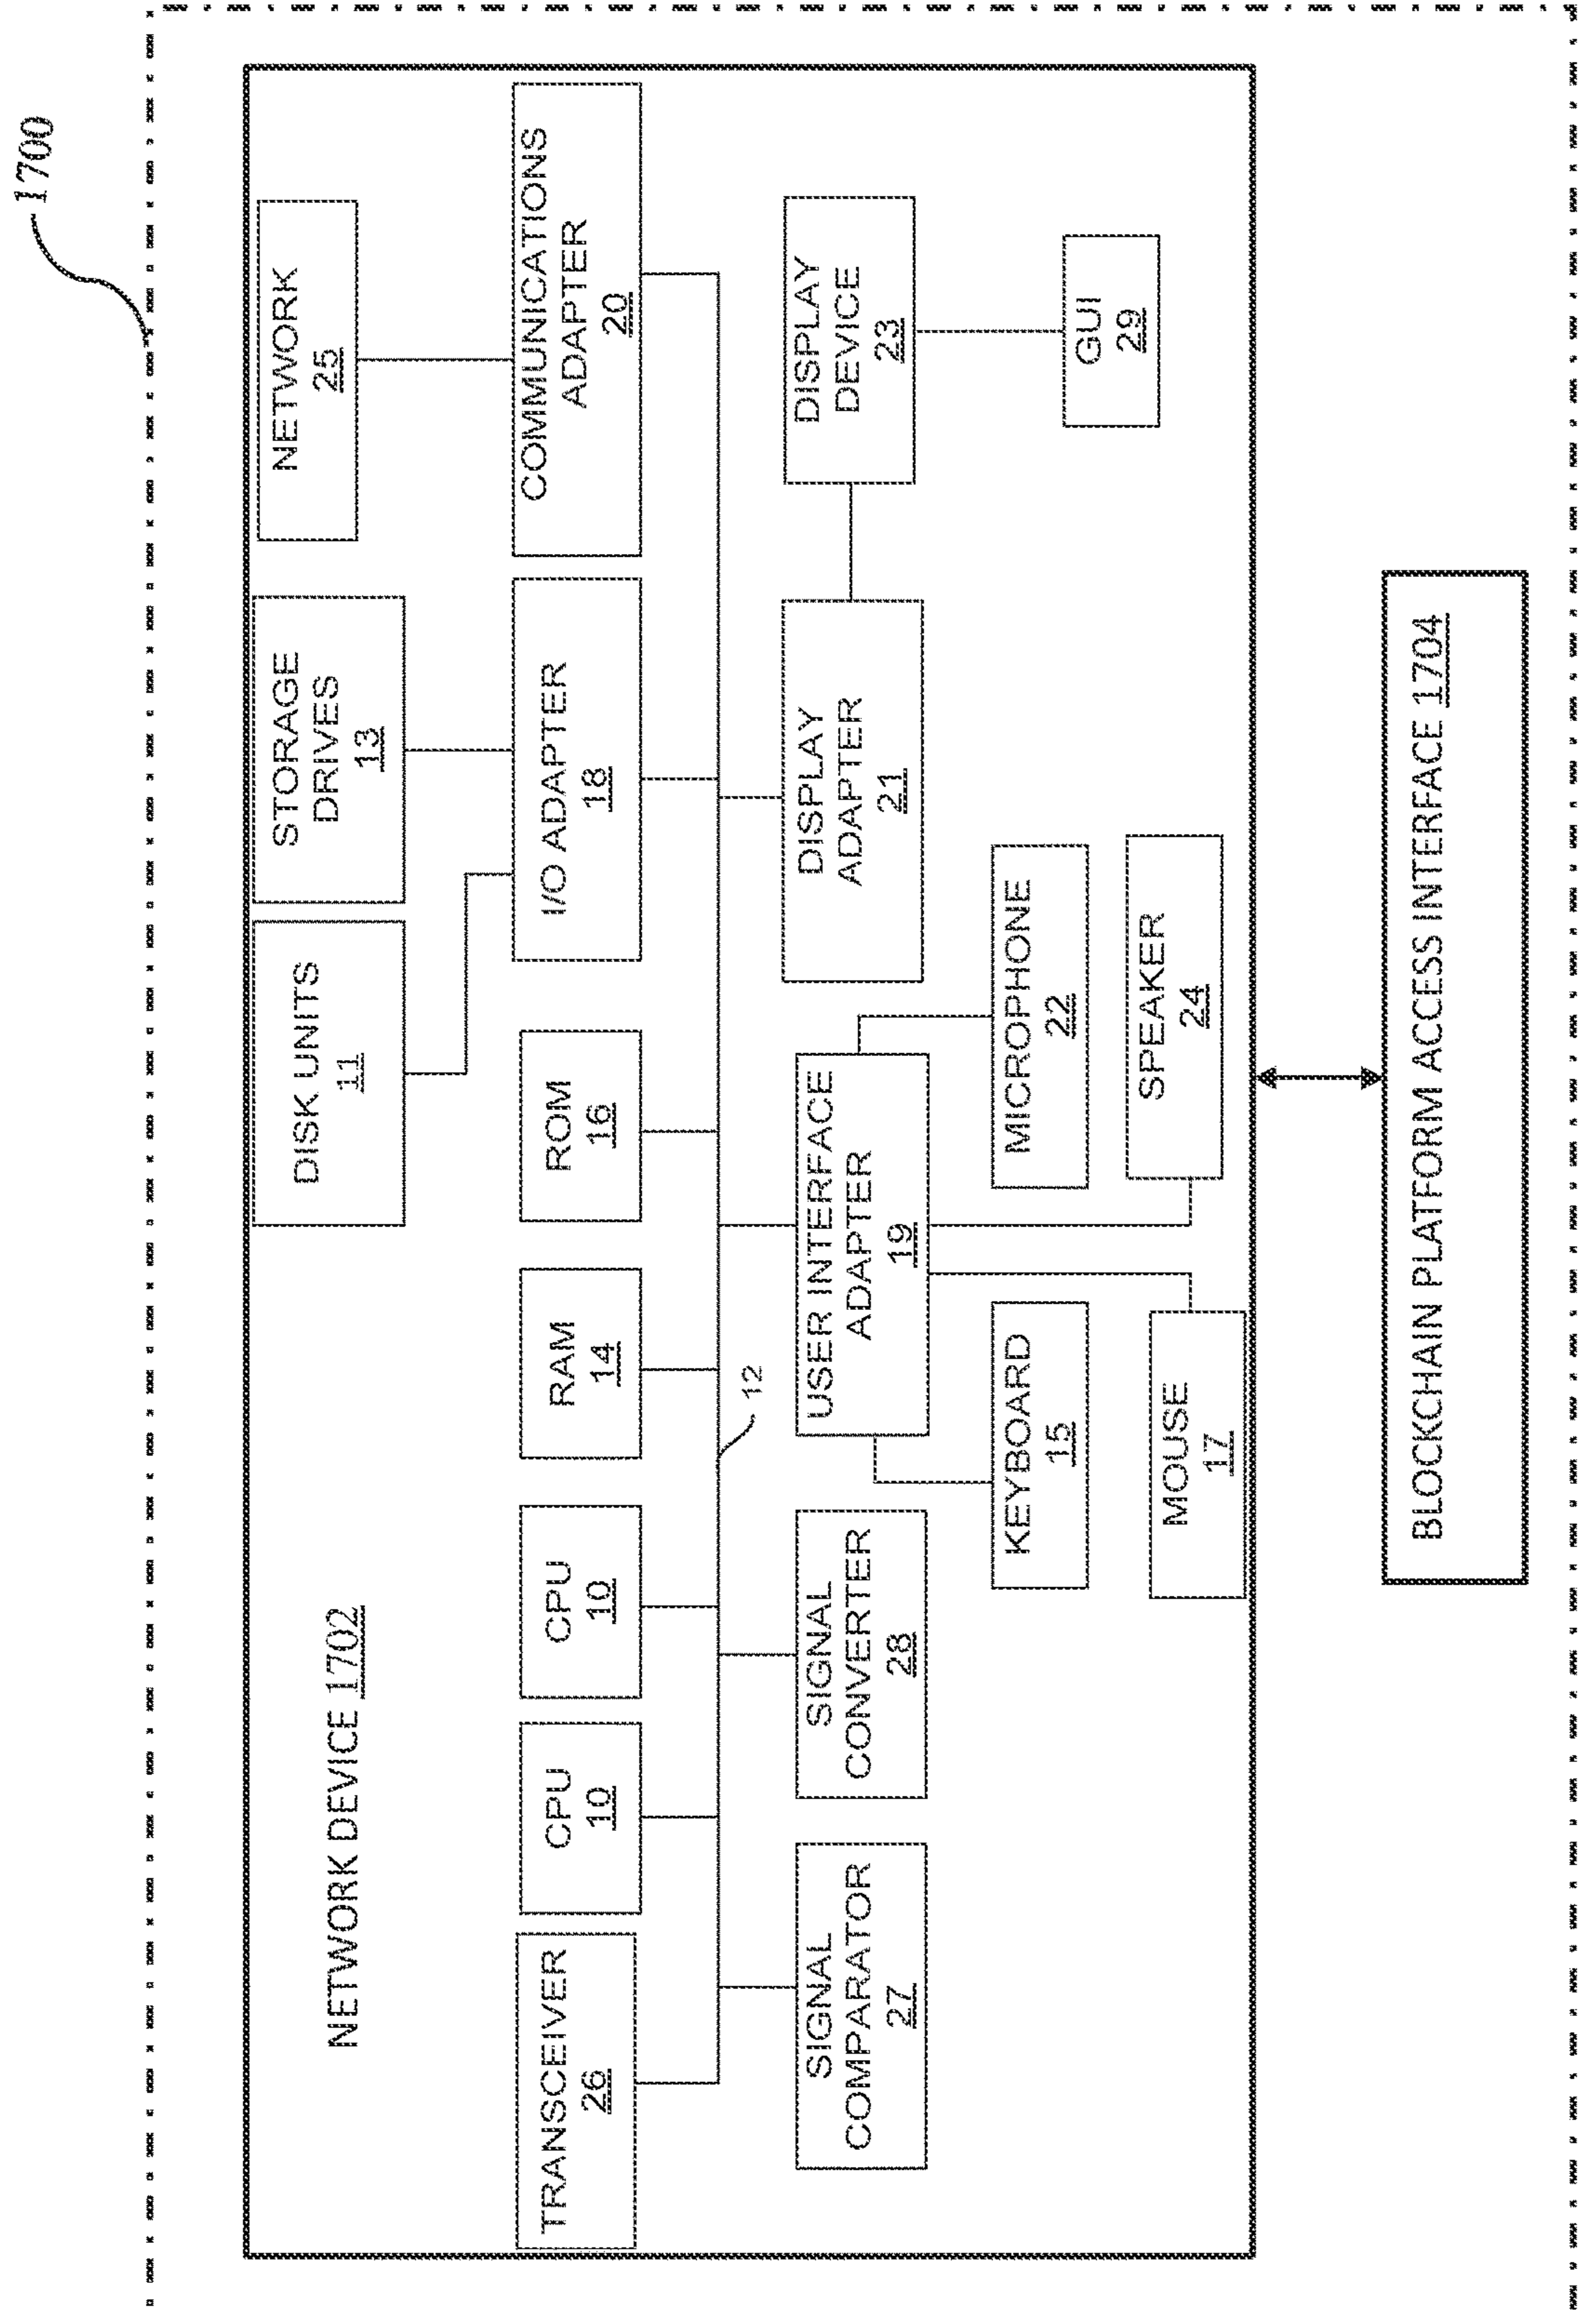 1700
NETWORK DEVICE 1702
DISK UNITS
11
STORAGE
DRIVES
13
NETWORK
25
TRANSCEIVER
26
CPU
10
CPU
10
RAM
14
ROM
16
I/O ADAPTER
18
COMMUNICATIONS
ADAPTER
20
12
SIGNAL
COMPARATOR
27
SIGNAL
CONVERTER
28
USER INTERFACE
ADAPTER
19
DISPLAY
ADAPTER
21
DISPLAY
DEVICE
23
KEYBOARD
15
MICROPHONE
22
GUI
29
MOUSE
17
SPEAKER
24
BLOCKCHAIN PLATFORM ACCESS INTERFACE 1704